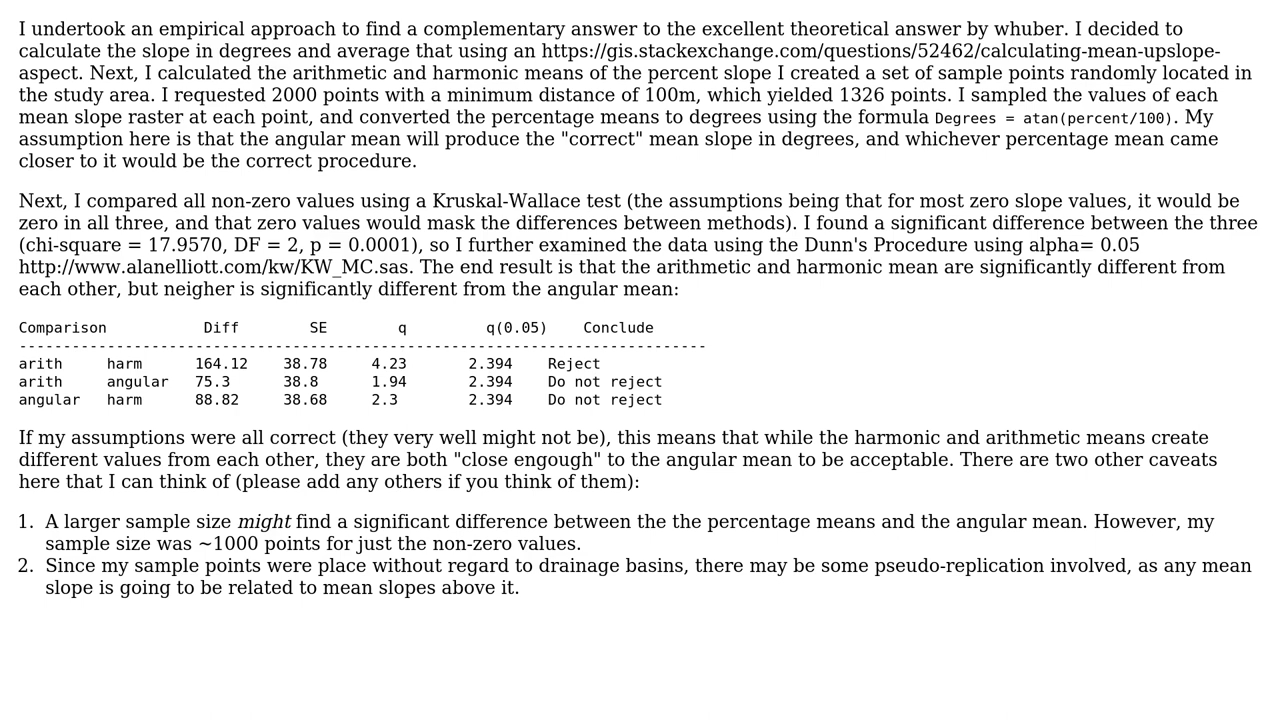 I undertook an empirical approach to find a complementary answer to the excellent theoretical answer by whuber. I decided to
calculate the slope in degrees and average that using an https://gis.stackexchange.com/questions/52462/calculating-mean-upslope-
aspect. Next, I calculated the arithmetic and harmonic means of the percent slope I created a set of sample points randomly located in
the study area. I requested 2000 points with a minimum distance of 100m, which yielded 1326 points. I sampled the values of each
mean slope raster at each point, and converted the percentage means to degrees using the formula Degrees = atan(percent/100). My
assumption here is that the angular mean will produce the "correct" mean slope in degrees, and whichever percentage mean came
closer to it would be the correct procedure.
Next, I compared all non-zero values using a Kruskal-Wallace test (the assumptions being that for most zero slope values, it would be
zero in all three, and that zero values would mask the differences between methods). I found a significant difference between the three
(chi-square = 17.9570, DF = 2, p = 0.0001), so I further examined the data using the Dunn's Procedure using alpha= 0.05
http://www.alanelliott.com/kw/KW_MC.sas. The end result is that the arithmetic and harmonic mean are significantly different from
each other, but neigher is significantly different from the angular mean:
Comparison Diff SE q q(0.05) Conclude
------------------------------------------------------------------------------
arith harm 164.12 38.78 4.23 2.394 Reject
arith angular 75.3 38.8 1.94 2.394 Do not reject
angular harm 88.82 38.68 2.3 2.394 Do not reject
If my assumptions were all correct (they very well might not be), this means that while the harmonic and arithmetic means create
different values from each other, they are both "close engough" to the angular mean to be acceptable. There are two other caveats
here that I can think of (please add any others if you think of them):
1. A larger sample size might find a significant difference between the the percentage means and the angular mean. However, my
sample size was ~1000 points for just the non-zero values.
2. Since my sample points were place without regard to drainage basins, there may be some pseudo-replication involved, as any mean
slope is going to be related to mean slopes above it.